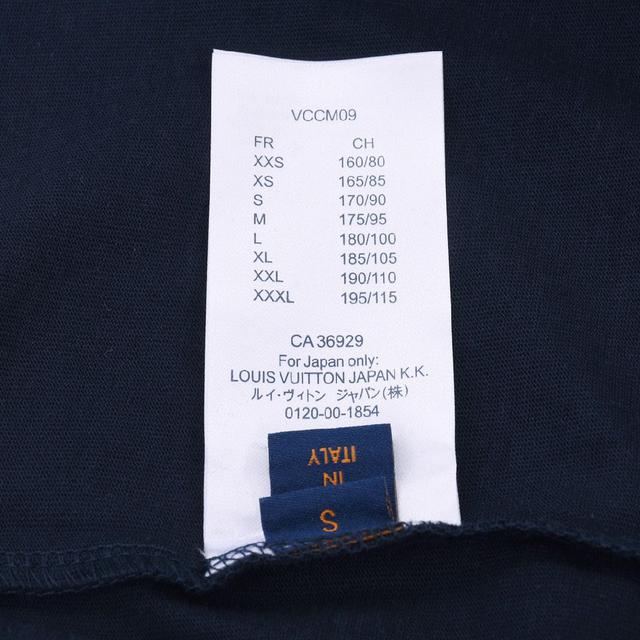 VCCM09
FR CH
XXS 160/80
XS 165/85
S 170/90
M 175/95
L 180/100
XL 185/105
XXL 190/110
XXXL 195/115
CA 36929
For Japan only:
LOUIS VUITTON JAPAN K.K.
ルイ・ヴィトン ジャパン(株)
0120-00-1854
IN
ITALY
S